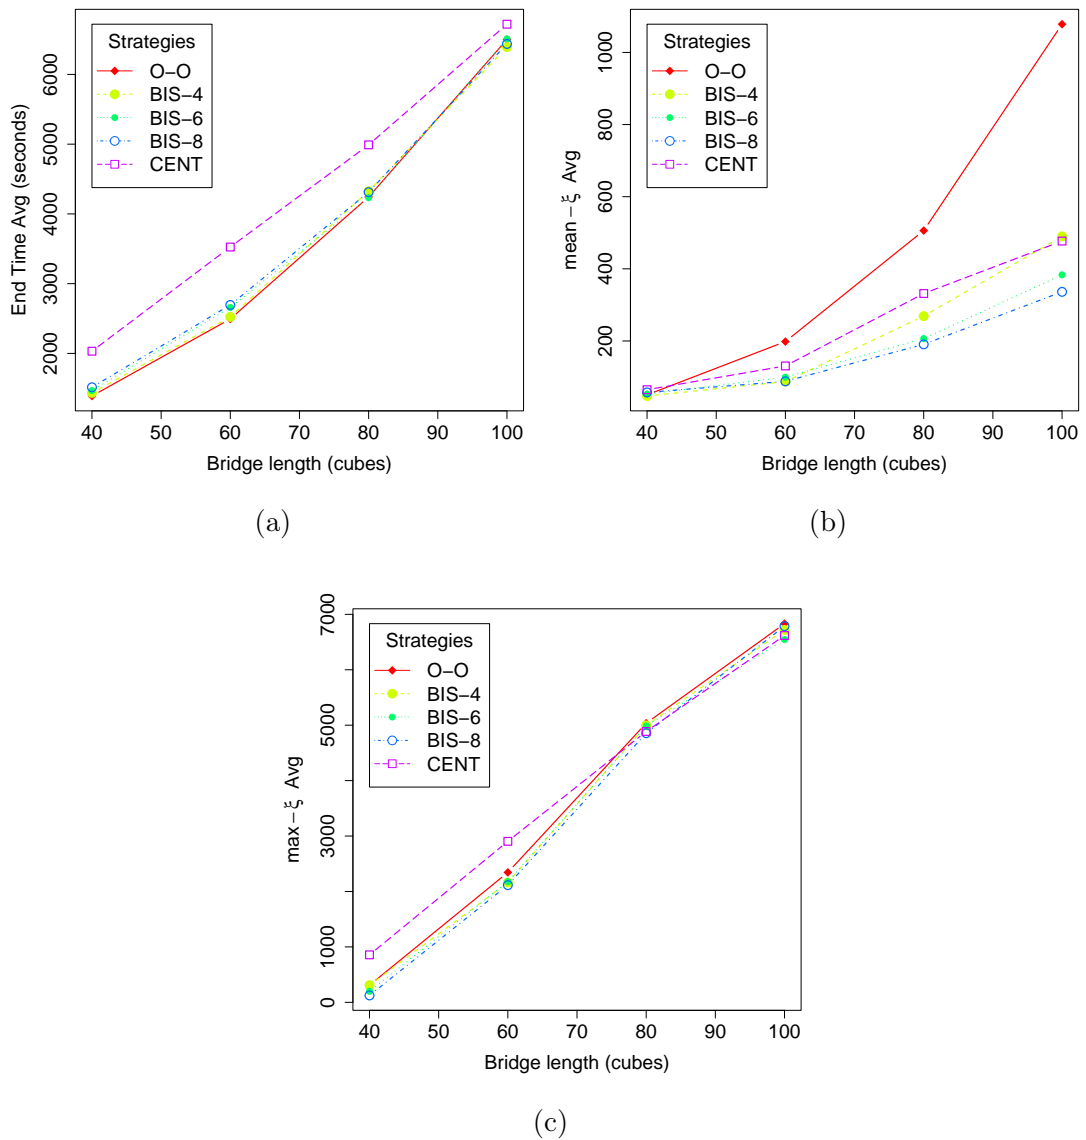 Strategies
O−O
BIS−4
BIS−6
BIS−8
CENT
End Time Avg (seconds)
2000 3000 4000 5000 6000
40 50 60 70 80 90 100
Bridge length (cubes)
(a)
Strategies
O−O
BIS−4
BIS−6
BIS−8
CENT
mean−ξ Avg
200 400 600 800 1000
40 50 60 70 80 90 100
Bridge length (cubes)
(b)
Strategies
O−O
BIS−4
BIS−6
BIS−8
CENT
max−ξ Avg
0 1000 3000 5000 7000
40 50 60 70 80 90 100
Bridge length (cubes)
(c)